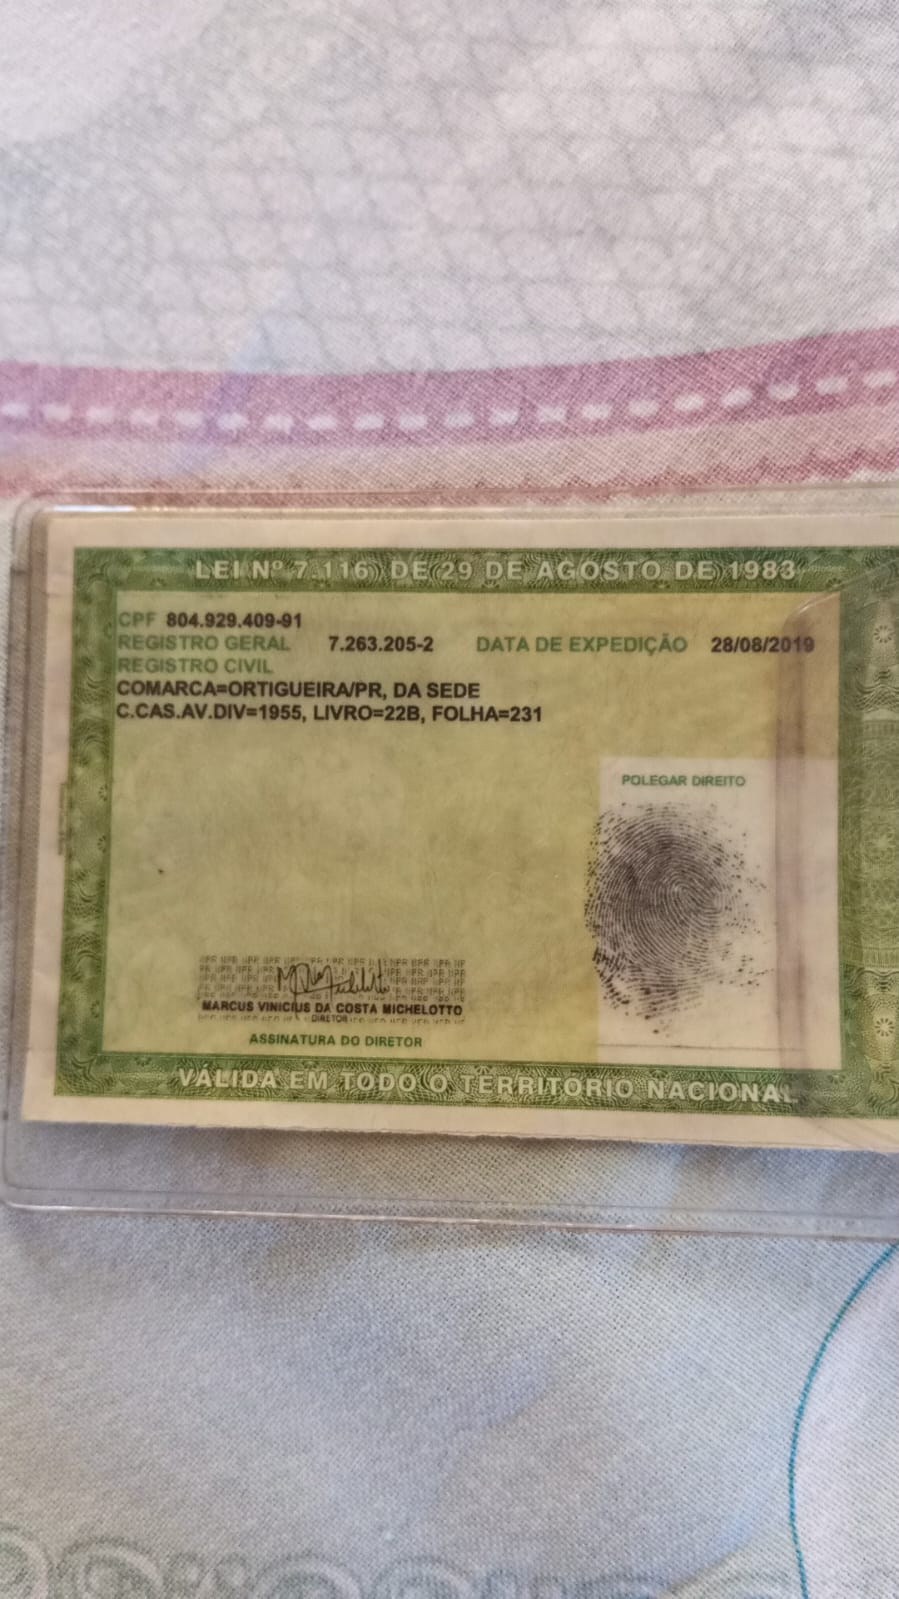 LEI Nº 7.116 DE 29 DE AGOSTO DE 1983
CPF 804.929.409-91
REGISTRO GERAL 7.263.205-2 DATA DE EXPEDIÇÃO 28/08/2019
REGISTRO CIVIL
COMARCA=ORTIGUEIRA/PR, DA SEDE
C.CAS.AV.DIV=1955, LIVRO=22B, FOLHA=231
POLEGAR DIREITO
MARCUS VINICIUS DA COSTA MICHELOTTO
DIRETOR
ASSINATURA DO DIRETOR
VÁLIDA EM TODO O TERRITÓRIO NACIONAL